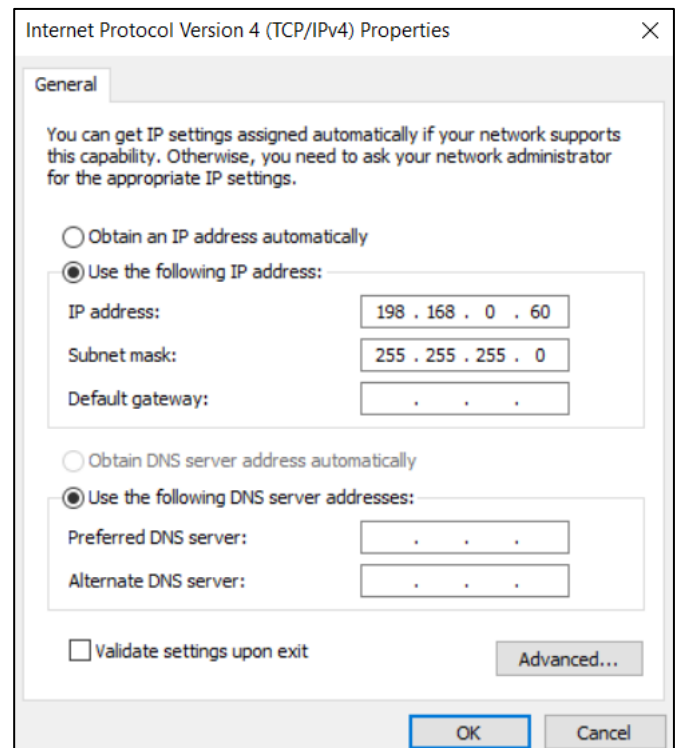 Internet Protocol Version 4 (TCP/IPv4) Properties
General
You can get IP settings assigned automatically if your network supports
this capability. Otherwise, you need to ask your network administrator
for the appropriate IP settings.
Obtain an IP address automatically
Use the following IP address:
IP address: 198 . 168 . 0 . 60
Subnet mask: 255 . 255 . 255 . 0
Default gateway: . . .
Obtain DNS server address automatically
Use the following DNS server addresses:
Preferred DNS server: . . .
Alternate DNS server: . . .
Validate settings upon exit
Advanced...
OK Cancel